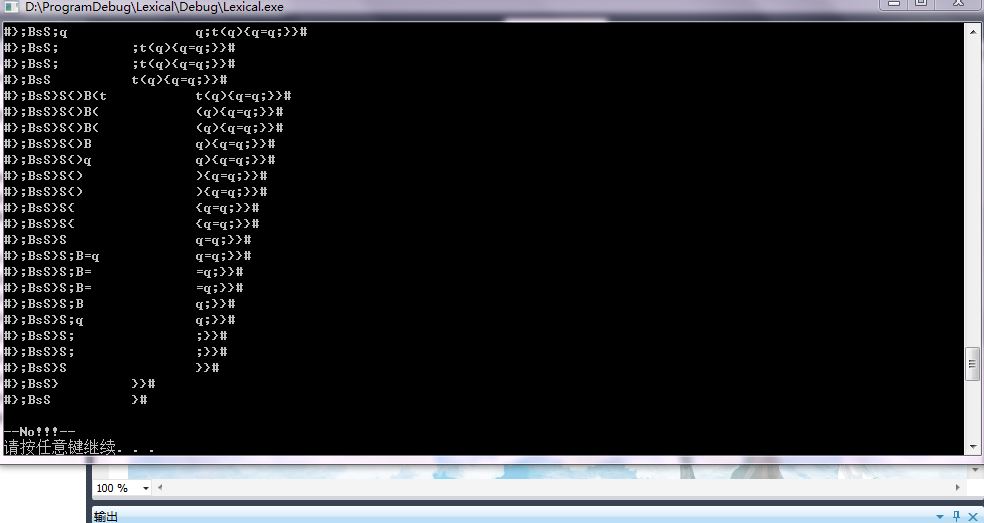 D:\ProgramDebug\Lexical\Debug\Lexical.exe
#};BsS;q q;t(q){q=q;}}#
#};BsS; ;t(q){q=q;}}#
#};BsS; ;t(q){q=q;}}#
#};BsS t(q){q=q;}}#
#};BsS}S{)B(t t(q){q=q;}}#
#};BsS}S{)B( (q){q=q;}}#
#};BsS}S{)B( (q){q=q;}}#
#};BsS}S{)B q){q=q;}}#
#};BsS}S{)q q){q=q;}}#
#};BsS}S{) ){q=q;}}#
#};BsS}S{) ){q=q;}}#
#};BsS}S{ {q=q;}}#
#};BsS}S{ {q=q;}}#
#};BsS}S q=q;}}#
#};BsS}S;B=q q=q;}}#
#};BsS}S;B= =q;}}#
#};BsS}S;B= =q;}}#
#};BsS}S;B q;}}#
#};BsS}S;q q;}}#
#};BsS}S; ;}}#
#};BsS}S; ;}}#
#};BsS}S }}#
#};BsS} }}#
#};BsS }#
--No!!!--
请按任意键继续. . .
100 %
输出